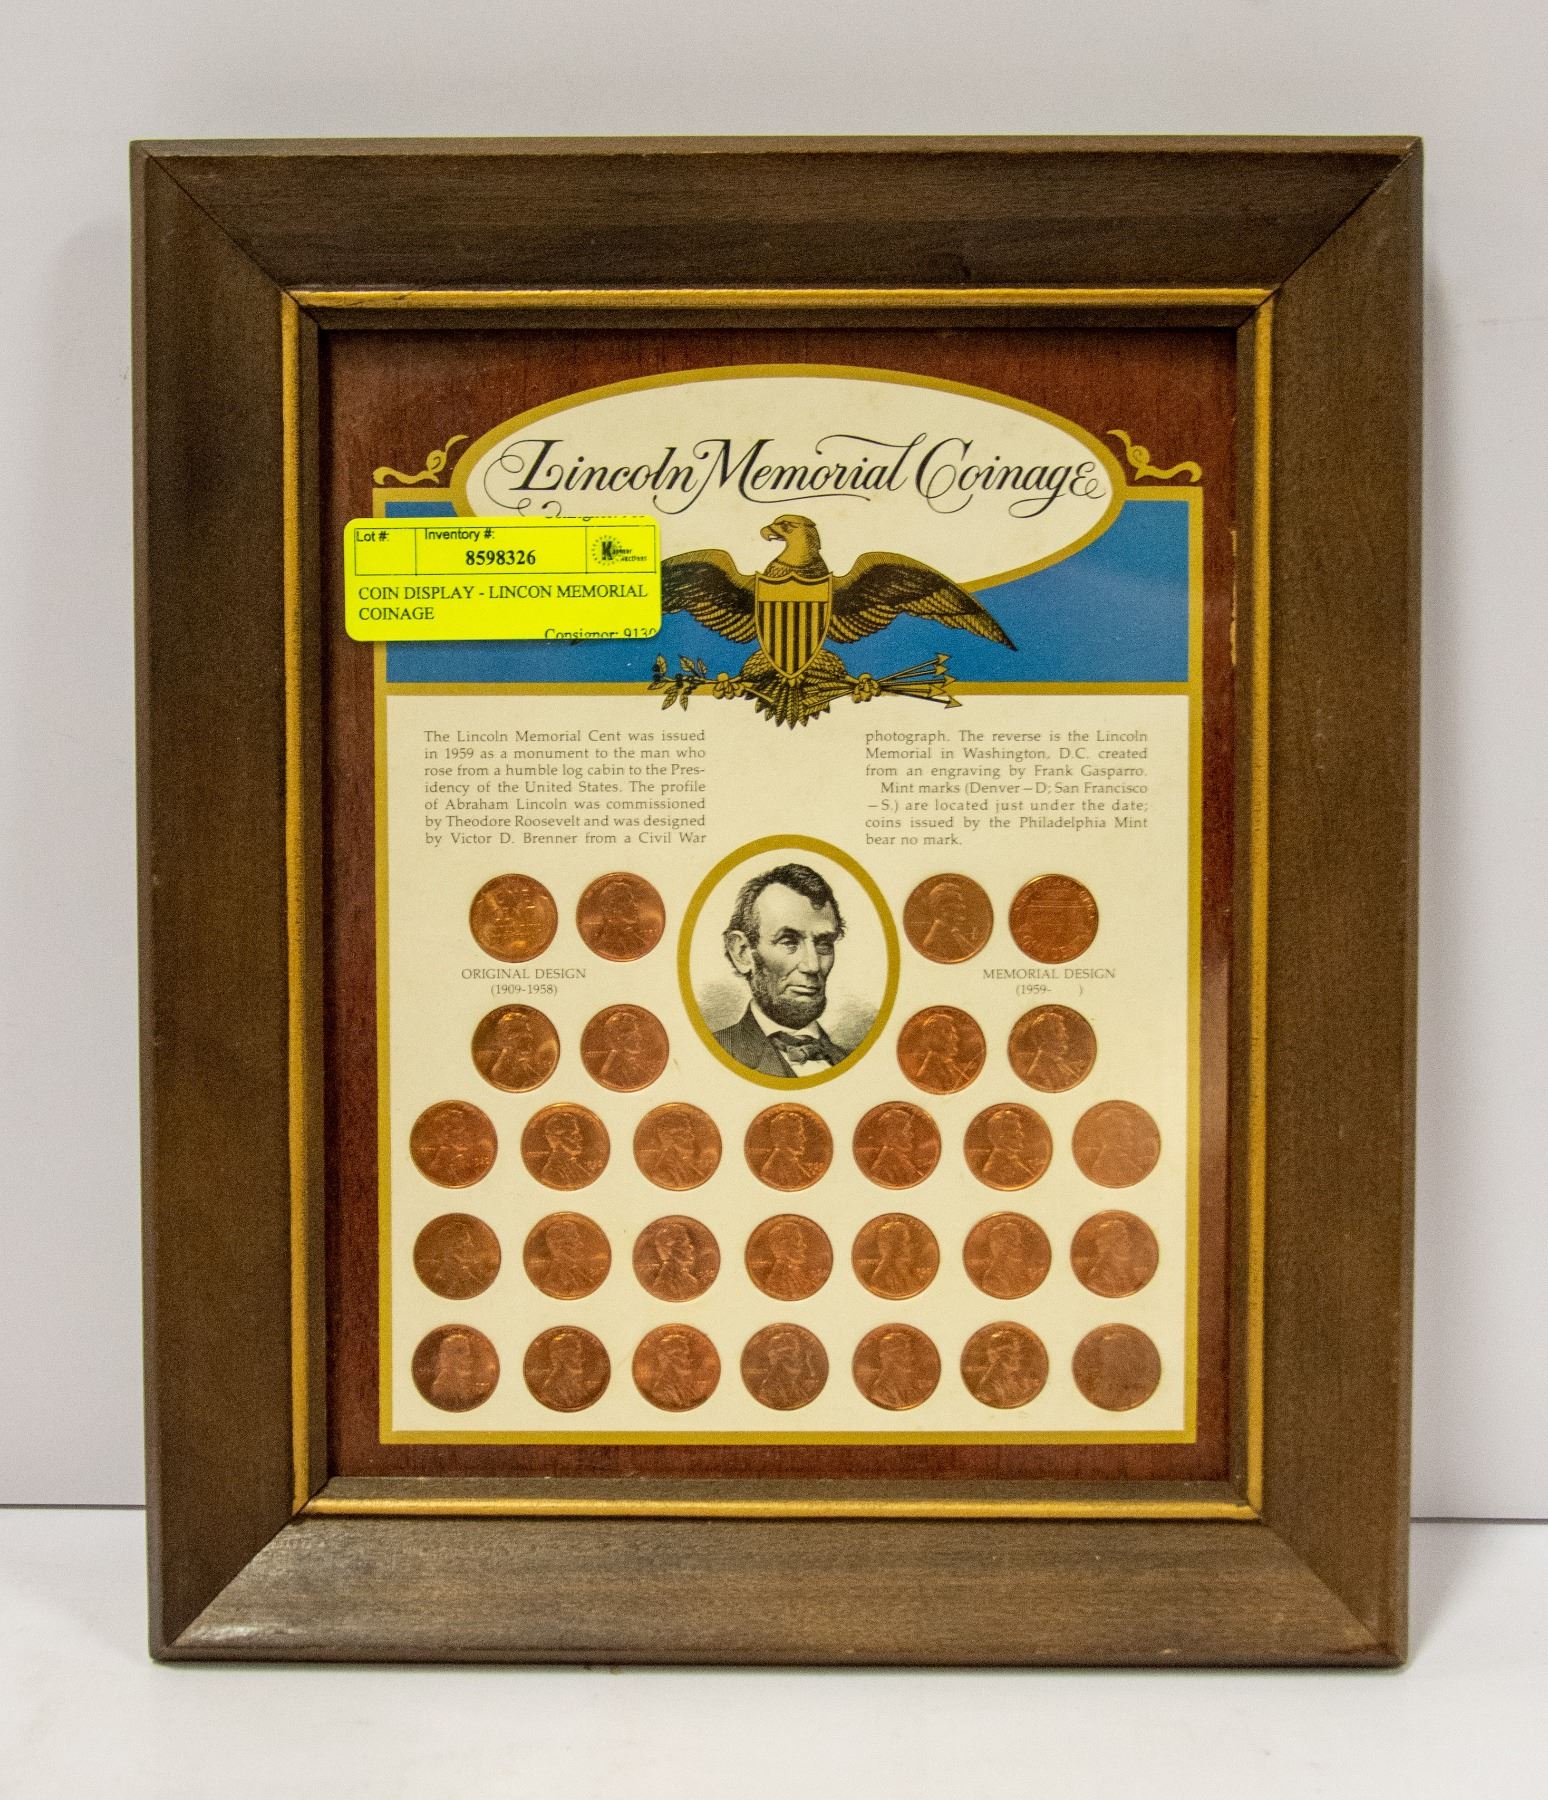 Lincoln Memorial Coinage
Lot #:
Inventory #:
8598326
COIN DISPLAY - LINCON MEMORIAL
COINAGE
The Lincoln Memorial Cent was issued
in 1959 as a monument to the man who
rose from a humble log cabin to the Pres-
idency of the United States. The profile
of Abraham Lincoln was commissioned
by Theodore Roosevelt and was designed
by Victor D. Brenner from a Civil War
photograph. The reverse is the Lincoln
Memorial in Washington, D.C. created
from an engraving by Frank Gasparro.
Mint marks (Denver—D; San Francisco
—S.) are located just under the date;
coins issued by the Philadelphia Mint
bear no mark.
ORIGINAL DESIGN
(1909-1958)
MEMORIAL DESIGN
(1959- )